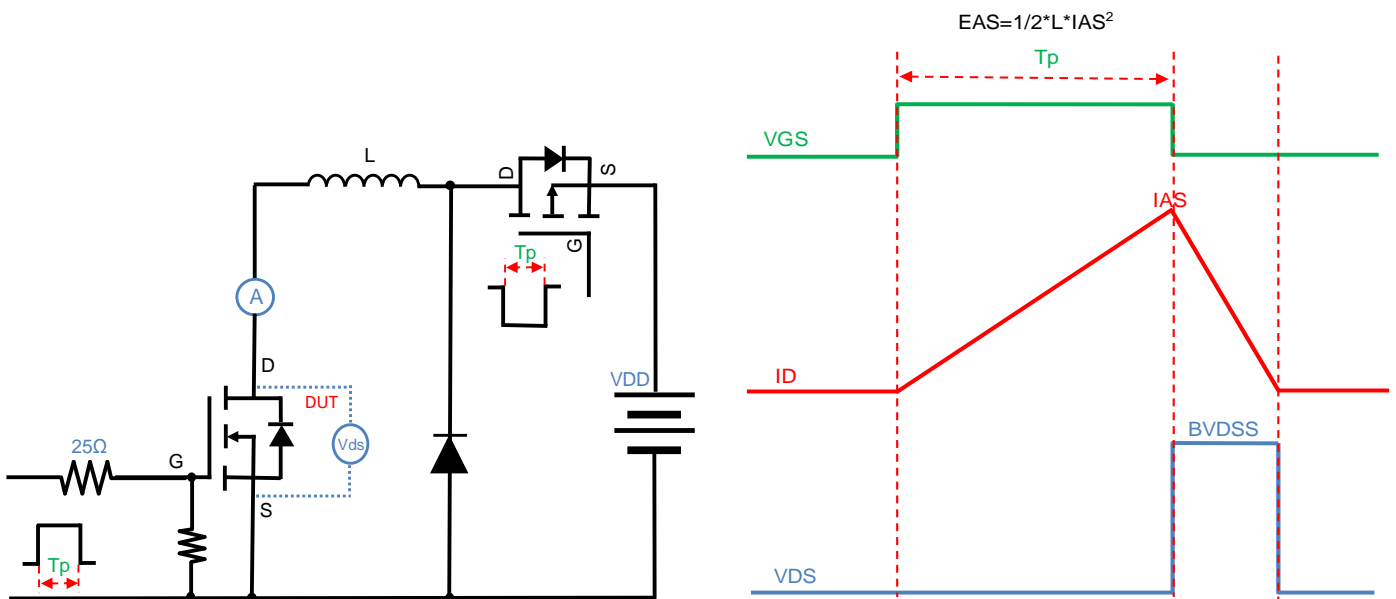 EAS=1/2*L*IAS²
Tp
VGS
IAS
ID
BVDSS
VDS
L
D
S
G
Tp
A
D
VDD
DUT
Vds
25Ω
G
S
Tp